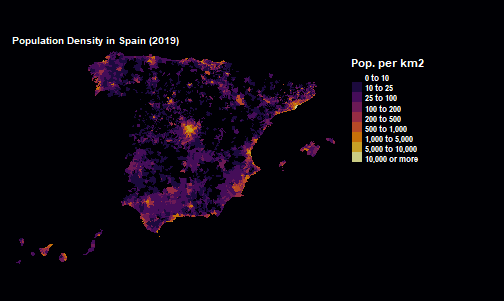 Population Density in Spain (2019)
Pop. per km2
0 to 10
10 to 25
25 to 100
100 to 200
200 to 500
500 to 1,000
1,000 to 5,000
5,000 to 10,000
10,000 or more